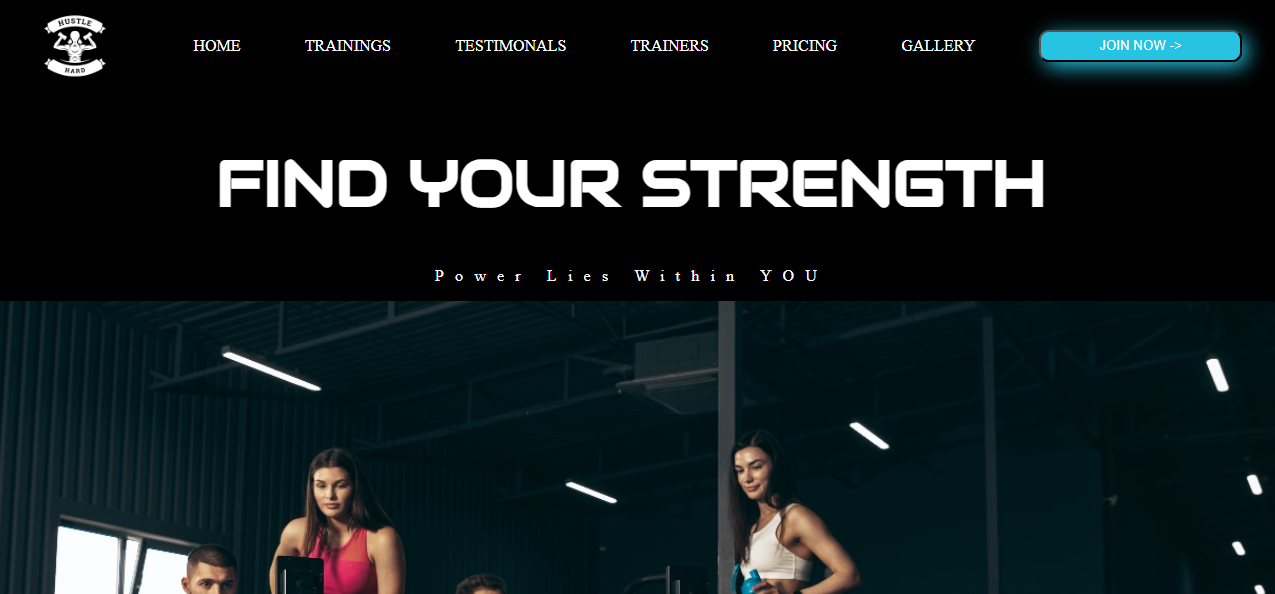 HUSTLE
HARD
HOME TRAININGS TESTIMONALS TRAINERS PRICING GALLERY JOIN NOW ->
FIND YOUR STRENGTH
Power Lies Within YOU